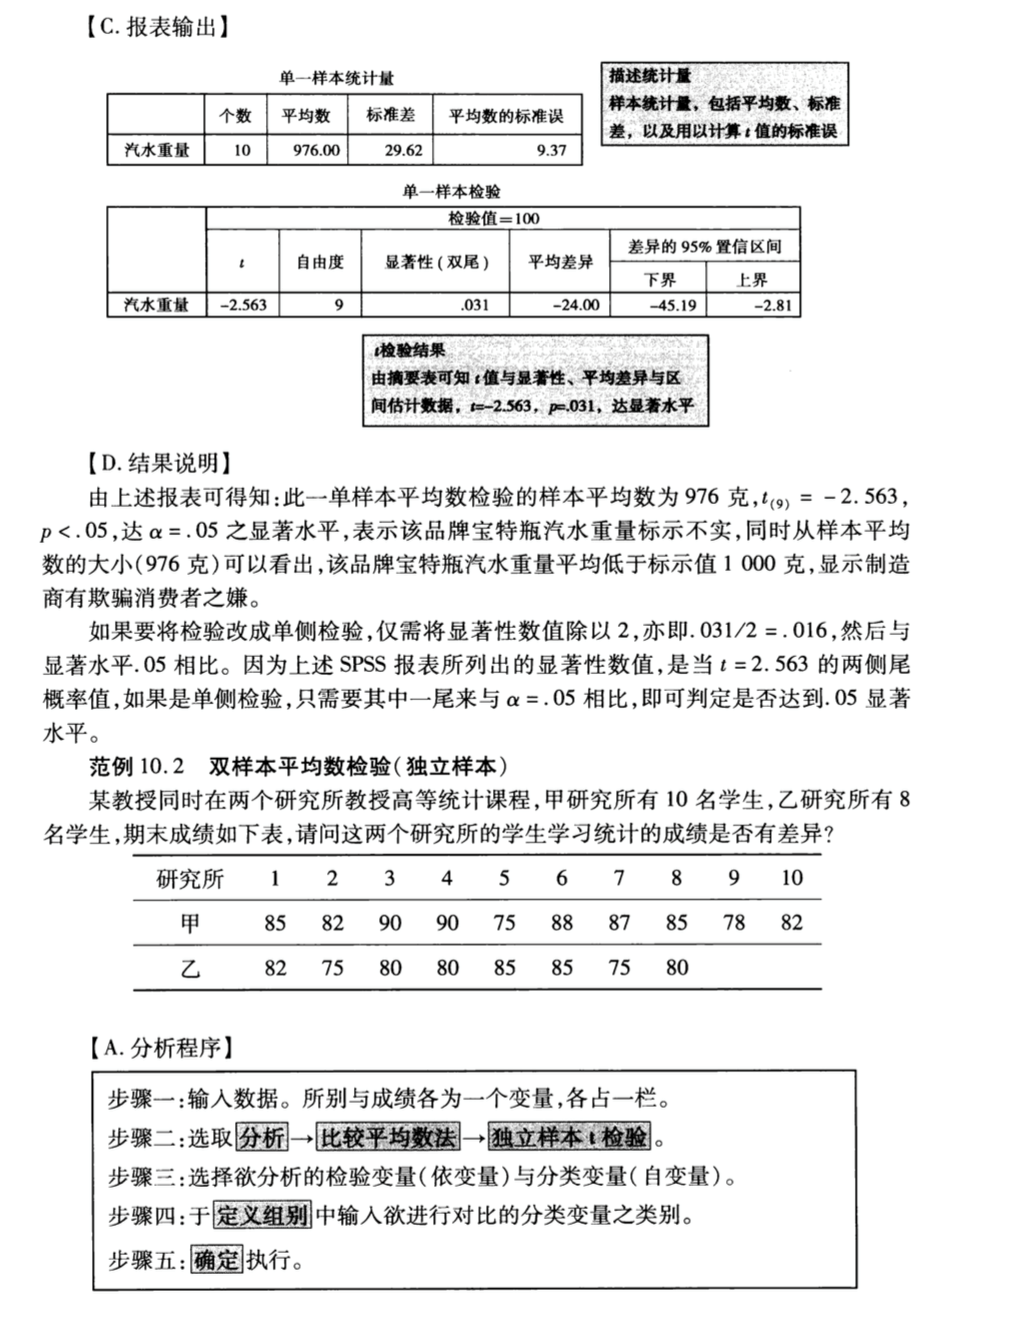 【C. 报表输出】
单一样本统计量
个数 平均数 标准差 平均数的标准误
汽水重量 10 976.00 29.62 9.37
描述统计量
样本统计量，包括平均数、标准
差，以及用以计算 t 值的标准误
单一样本检验
检验值=100
t 自由度 显著性(双尾) 平均差异 差异的 95% 置信区间
下界 上界
汽水重量 -2.563 9 .031 -24.00 -45.19 -2.81
t检验结果
由摘要表可知 t 值与显著性、平均差异与区
间估计数据，t=-2.563，p=.031，达显著水平
【D. 结果说明】
由上述报表可得知:此一单样本平均数检验的样本平均数为 976 克,t(9) = -2.563,
p<.05,达 α=.05 之显著水平,表示该品牌宝特瓶汽水重量标示不实,同时从样本平均
数的大小(976 克)可以看出,该品牌宝特瓶汽水重量平均低于标示值 1 000 克,显示制造
商有欺骗消费者之嫌。
如果要将检验改成单侧检验,仅需将显著性数值除以 2,亦即.031/2=.016,然后与
显著水平.05 相比。因为上述 SPSS 报表所列出的显著性数值,是当 t=2.563 的两侧尾
概率值,如果是单侧检验,只需要其中一尾来与 α=.05 相比,即可判定是否达到.05 显著
水平。
范例 10.2 双样本平均数检验(独立样本)
某教授同时在两个研究所教授高等统计课程,甲研究所有 10 名学生,乙研究所有 8
名学生,期末成绩如下表,请问这两个研究所的学生学习统计的成绩是否有差异?
研究所 1 2 3 4 5 6 7 8 9 10
甲 85 82 90 90 75 88 87 85 78 82
乙 82 75 80 80 85 85 75 80
【A. 分析程序】
步骤一:输入数据。所别与成绩各为一个变量,各占一栏。
步骤二:选取 分析→比较平均数法→独立样本 t 检验。
步骤三:选择欲分析的检验变量(依变量)与分类变量(自变量)。
步骤四:于 定义组别 中输入欲进行对比的分类变量之类别。
步骤五: 确定 执行。